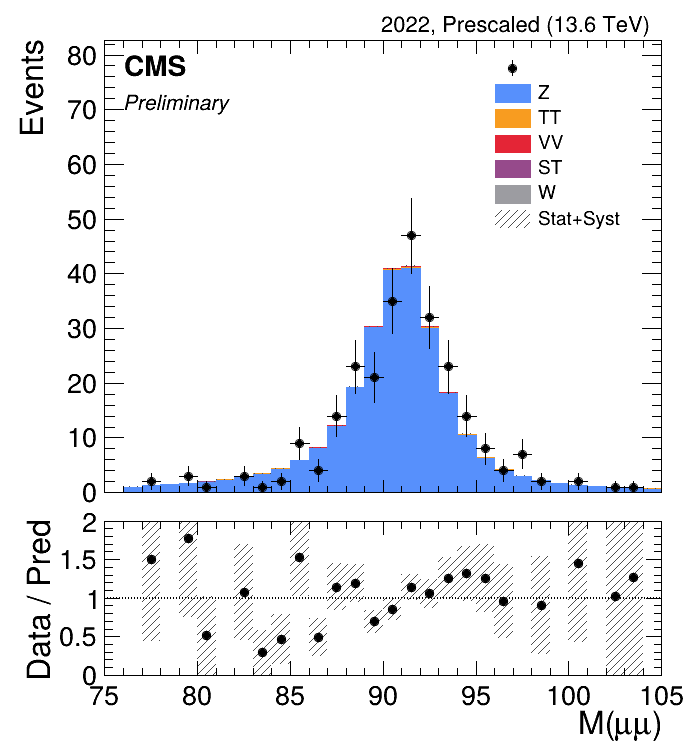 2022, Prescaled (13.6 TeV)
CMS
Preliminary
Z
TT
VV
ST
W
Stat+Syst
Events
80
70
60
50
40
30
20
10
0
Data / Pred
2
1.5
1
0.5
0
75 80 85 90 95 100 105
M(μμ)